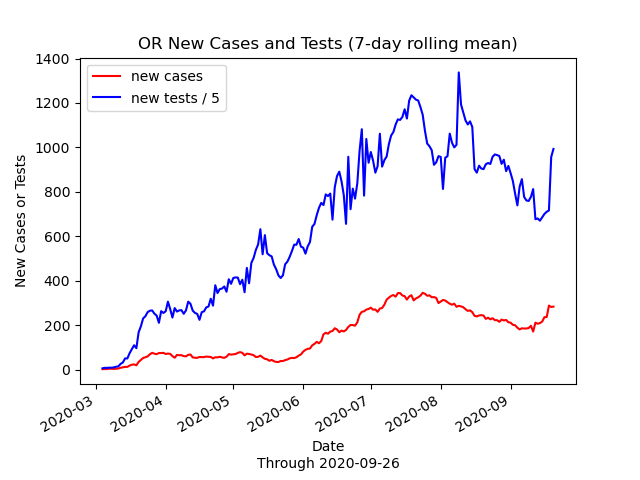 OR New Cases and Tests (7-day rolling mean)
new cases
new tests / 5
1400
1200
1000
800
600
400
200
0
New Cases or Tests
2020-03
2020-04
2020-05
2020-06
2020-07
2020-08
2020-09
Date
Through 2020-09-26